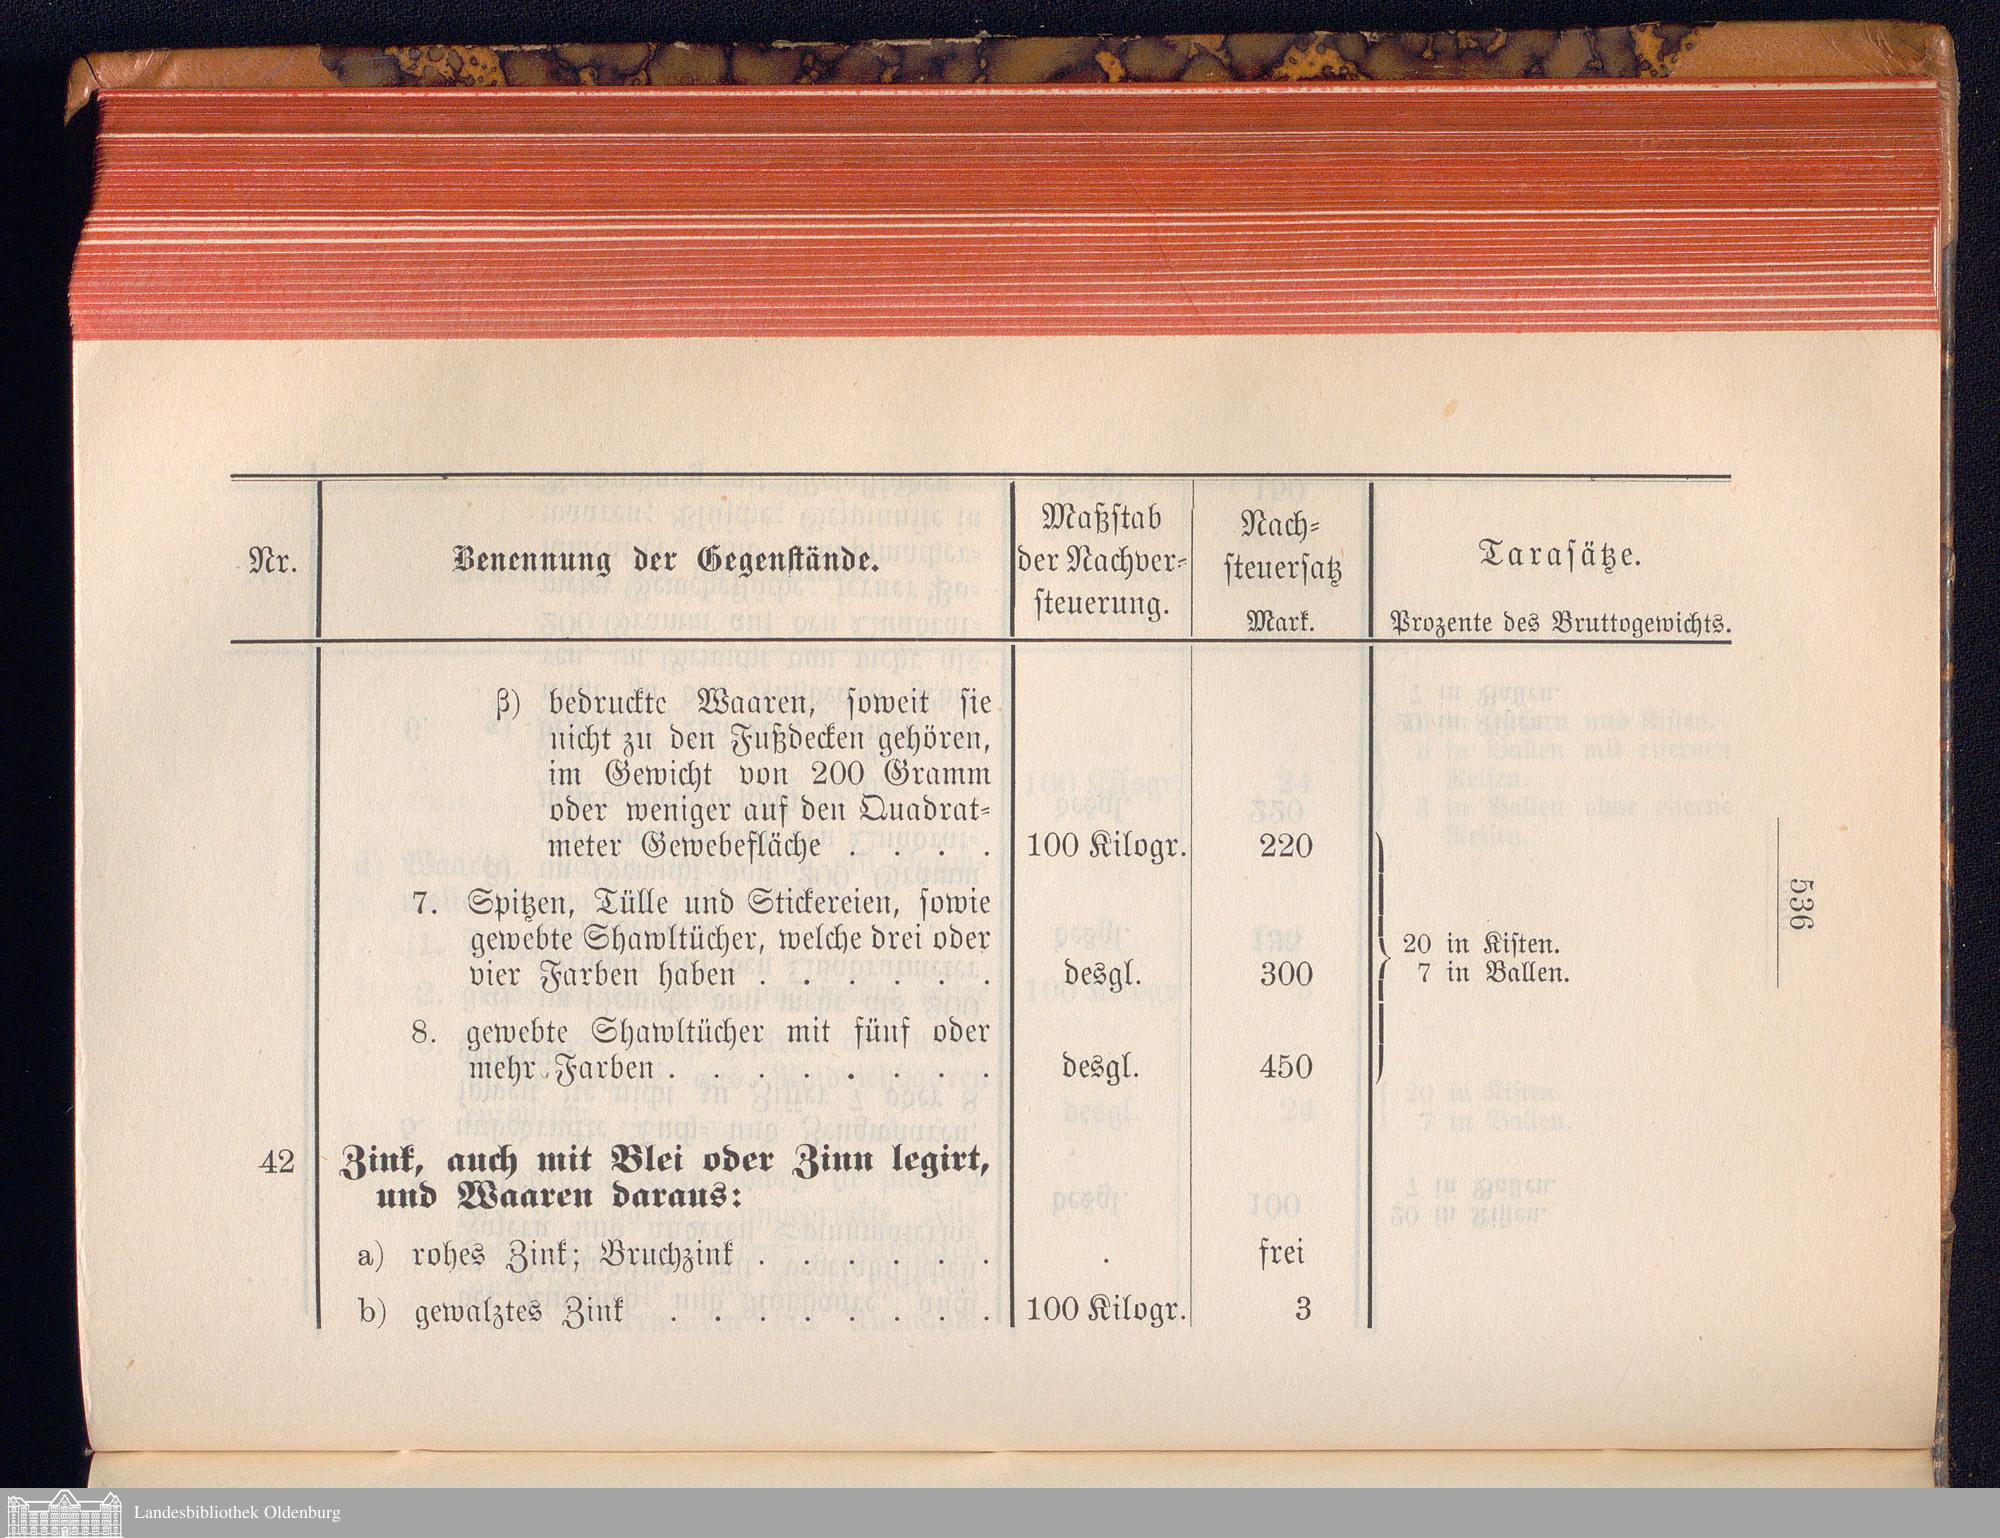 Nr.
Benennung der Gegenstände.
Maßstab
der Nachver-
steuerung.
Nach-
steuersatz
Mark.
Tarasätze.
Prozente des Bruttogewichts.
β) bedruckte Waaren, soweit sie
nicht zu den Fußdecken gehören,
im Gewicht von 200 Gramm
oder weniger auf den Quadrat-
meter Gewebefläche . . . . 100 Kilogr. 220
7. Spitzen, Tülle und Stickereien, sowie
gewebte Shawltücher, welche drei oder
vier Farben haben . . . . . . desgl. 300
20 in Kisten.
7 in Ballen.
8. gewebte Shawltücher mit fünf oder
mehr Farben . . . . . . . . desgl. 450
42 Zink, auch mit Blei oder Zinn legirt,
und Waaren daraus:
a) rohes Zink; Bruchzink . . . . . . . frei
b) gewalztes Zink . . . . . . . . 100 Kilogr. 3
536
Landesbibliothek Oldenburg